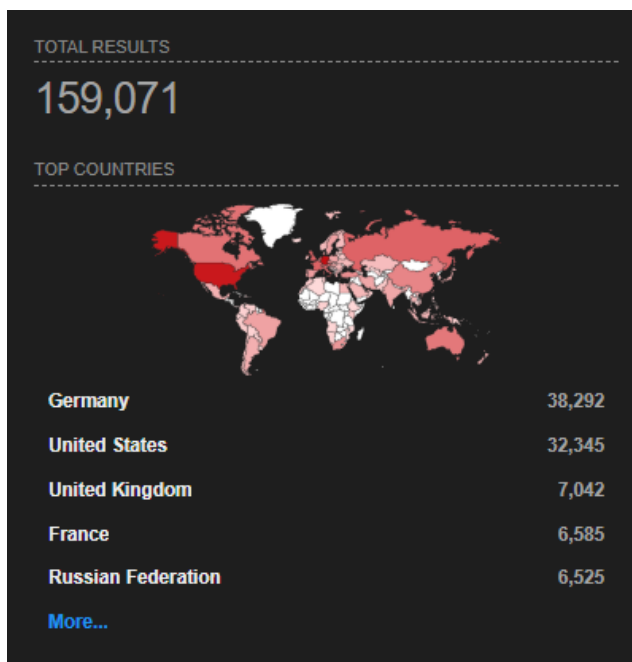 TOTAL RESULTS
159,071
TOP COUNTRIES
Germany 38,292
United States 32,345
United Kingdom 7,042
France 6,585
Russian Federation 6,525
More...